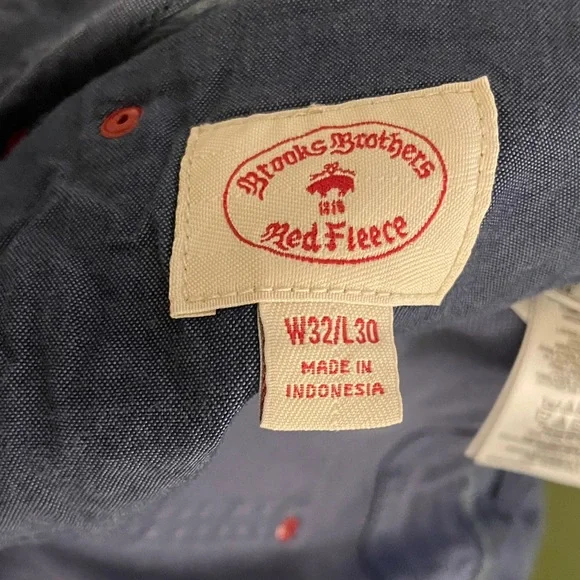 Brooks Brothers
1818
Red Fleece
W32/L30
MADE IN
INDONESIA